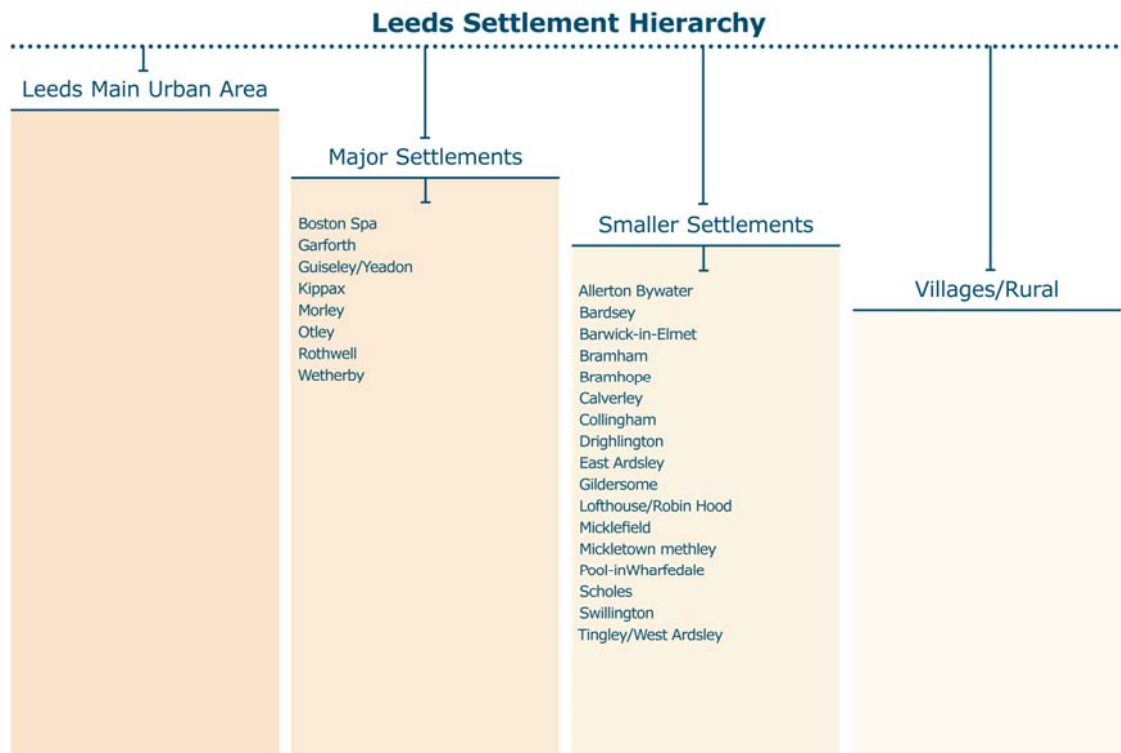 Leeds Settlement Hierarchy
Leeds Main Urban Area
Major Settlements
Boston Spa
Garforth
Guiseley/Yeadon
Kippax
Morley
Otley
Rothwell
Wetherby
Smaller Settlements
Allerton Bywater
Bardsey
Barwick-in-Elmet
Bramham
Bramhope
Calverley
Collingham
Drighlington
East Ardsley
Gildersome
Lofthouse/Robin Hood
Micklefield
Mickletown methley
Pool-inWharfedale
Scholes
Swillington
Tingley/West Ardsley
Villages/Rural